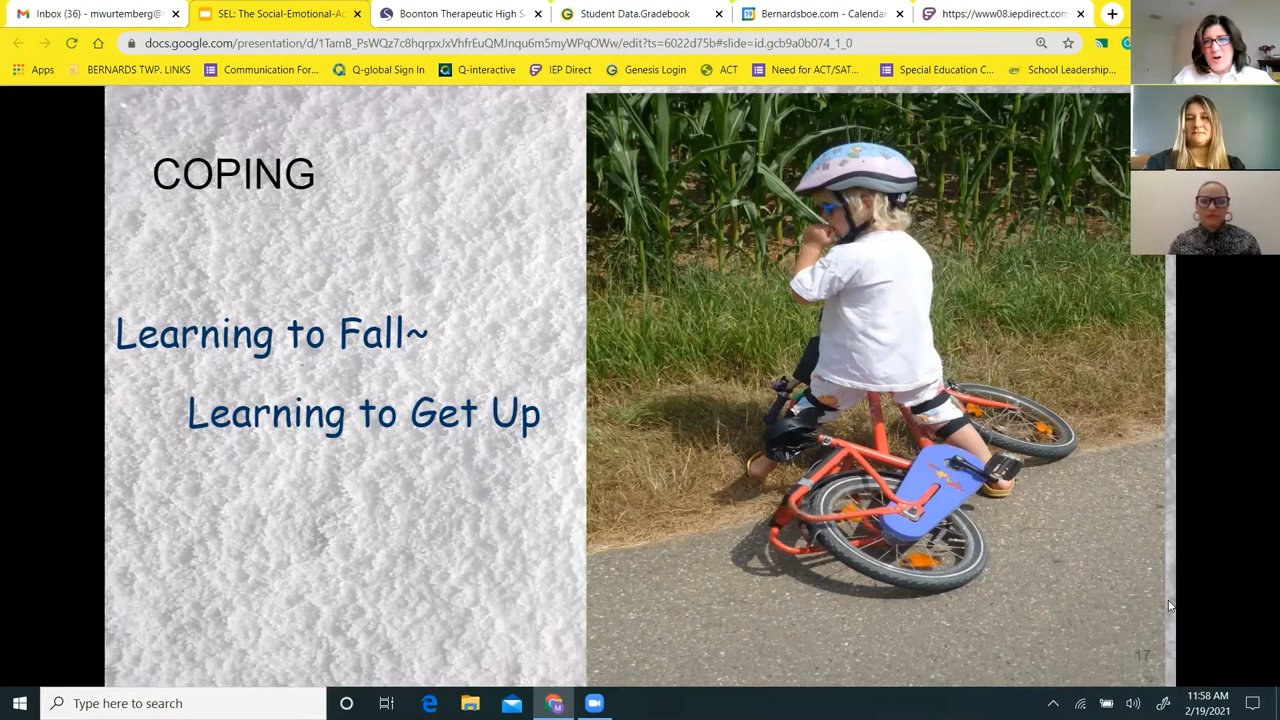 Inbox (36) - mwurtemberg@
SEL: The Social-Emotional-Ac
Boonton Therapeutic High S
Student Data.Gradebook
Bernardsboe.com - Calendar
https://www08.iepdirect.com
docs.google.com/presentation/d/1TamB_PsWQz7c8hqrpxJxVhfrEuQMJrqu6m5myWPqOWw/edit?ts=6022d75b#slide=id.gcb9a0b074_1_0
Apps
BERNARDS TWP. LINKS
Communication For...
Q-global Sign In
Q-interactive
IEP Direct
Genesis Login
ACT
Need for ACT/SAT...
Special Education C...
School Leadership...
COPING
Learning to Fall~
Learning to Get Up
17
Type here to search
11:58 AM
2/19/2021